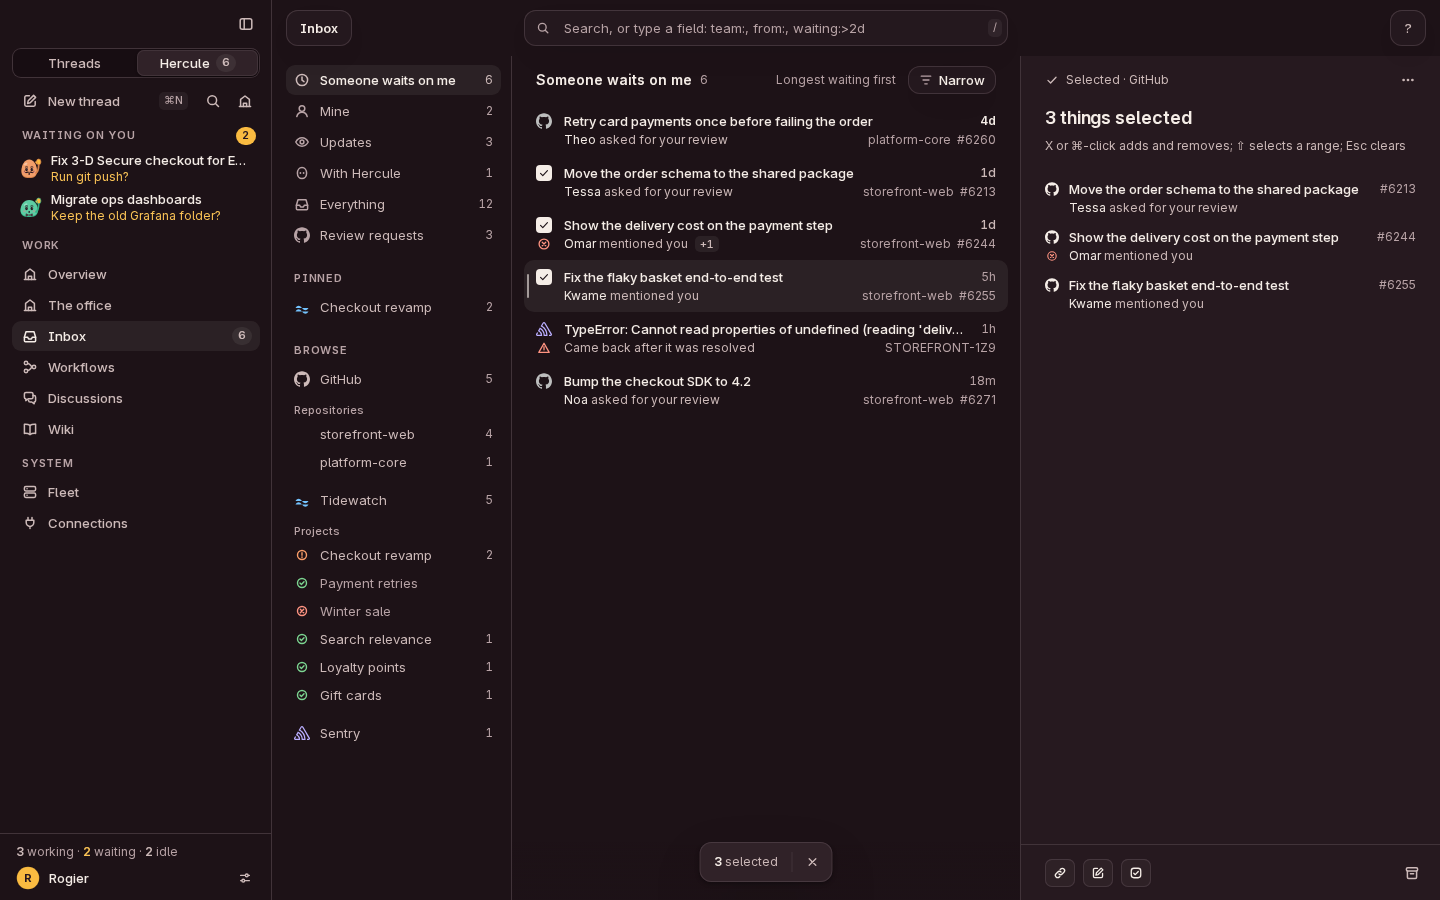 Threads
Hercule 6
New thread ⌘N
WAITING ON YOU 2
Fix 3-D Secure checkout for E…
Run git push?
Migrate ops dashboards
Keep the old Grafana folder?
WORK
Overview
The office
Inbox 6
Workflows
Discussions
Wiki
SYSTEM
Fleet
Connections
3 working · 2 waiting · 2 idle
R Rogier
Inbox
Someone waits on me 6
Mine 2
Updates 3
With Hercule 1
Everything 12
Review requests 3
PINNED
Checkout revamp 2
BROWSE
GitHub 5
Repositories
storefront-web 4
platform-core 1
Tidewatch 5
Projects
Checkout revamp 2
Payment retries
Winter sale
Search relevance 1
Loyalty points 1
Gift cards 1
Sentry 1
Search, or type a field: team:, from:, waiting:>2d /
?
Someone waits on me 6 Longest waiting first Narrow
Retry card payments once before failing the order 4d
Theo asked for your review platform-core #6260
Move the order schema to the shared package 1d
Tessa asked for your review storefront-web #6213
Show the delivery cost on the payment step 1d
Omar mentioned you +1 storefront-web #6244
Fix the flaky basket end-to-end test 5h
Kwame mentioned you storefront-web #6255
TypeError: Cannot read properties of undefined (reading 'deliv… 1h
Came back after it was resolved STOREFRONT-1Z9
Bump the checkout SDK to 4.2 18m
Noa asked for your review storefront-web #6271
3 selected
Selected · GitHub
3 things selected
X or ⌘-click adds and removes; ⇧ selects a range; Esc clears
Move the order schema to the shared package #6213
Tessa asked for your review
Show the delivery cost on the payment step #6244
Omar mentioned you
Fix the flaky basket end-to-end test #6255
Kwame mentioned you